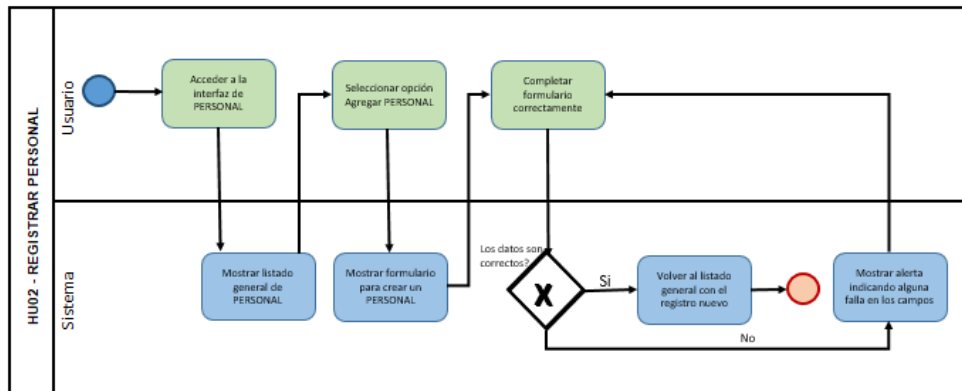 HU02 - REGISTRAR PERSONAL
Usuario
Acceder a la
interfaz de
PERSONAL
Seleccionar opción
Agregar PERSONAL
Completar
formulario
correctamente
Sistema
Mostrar listado
general de
PERSONAL
Mostrar formulario
para crear un
PERSONAL
Los datos son
correctos?
X
Si
Volver al listado
general con el
registro nuevo
Mostrar alerta
indicando alguna
falla en los campos
No